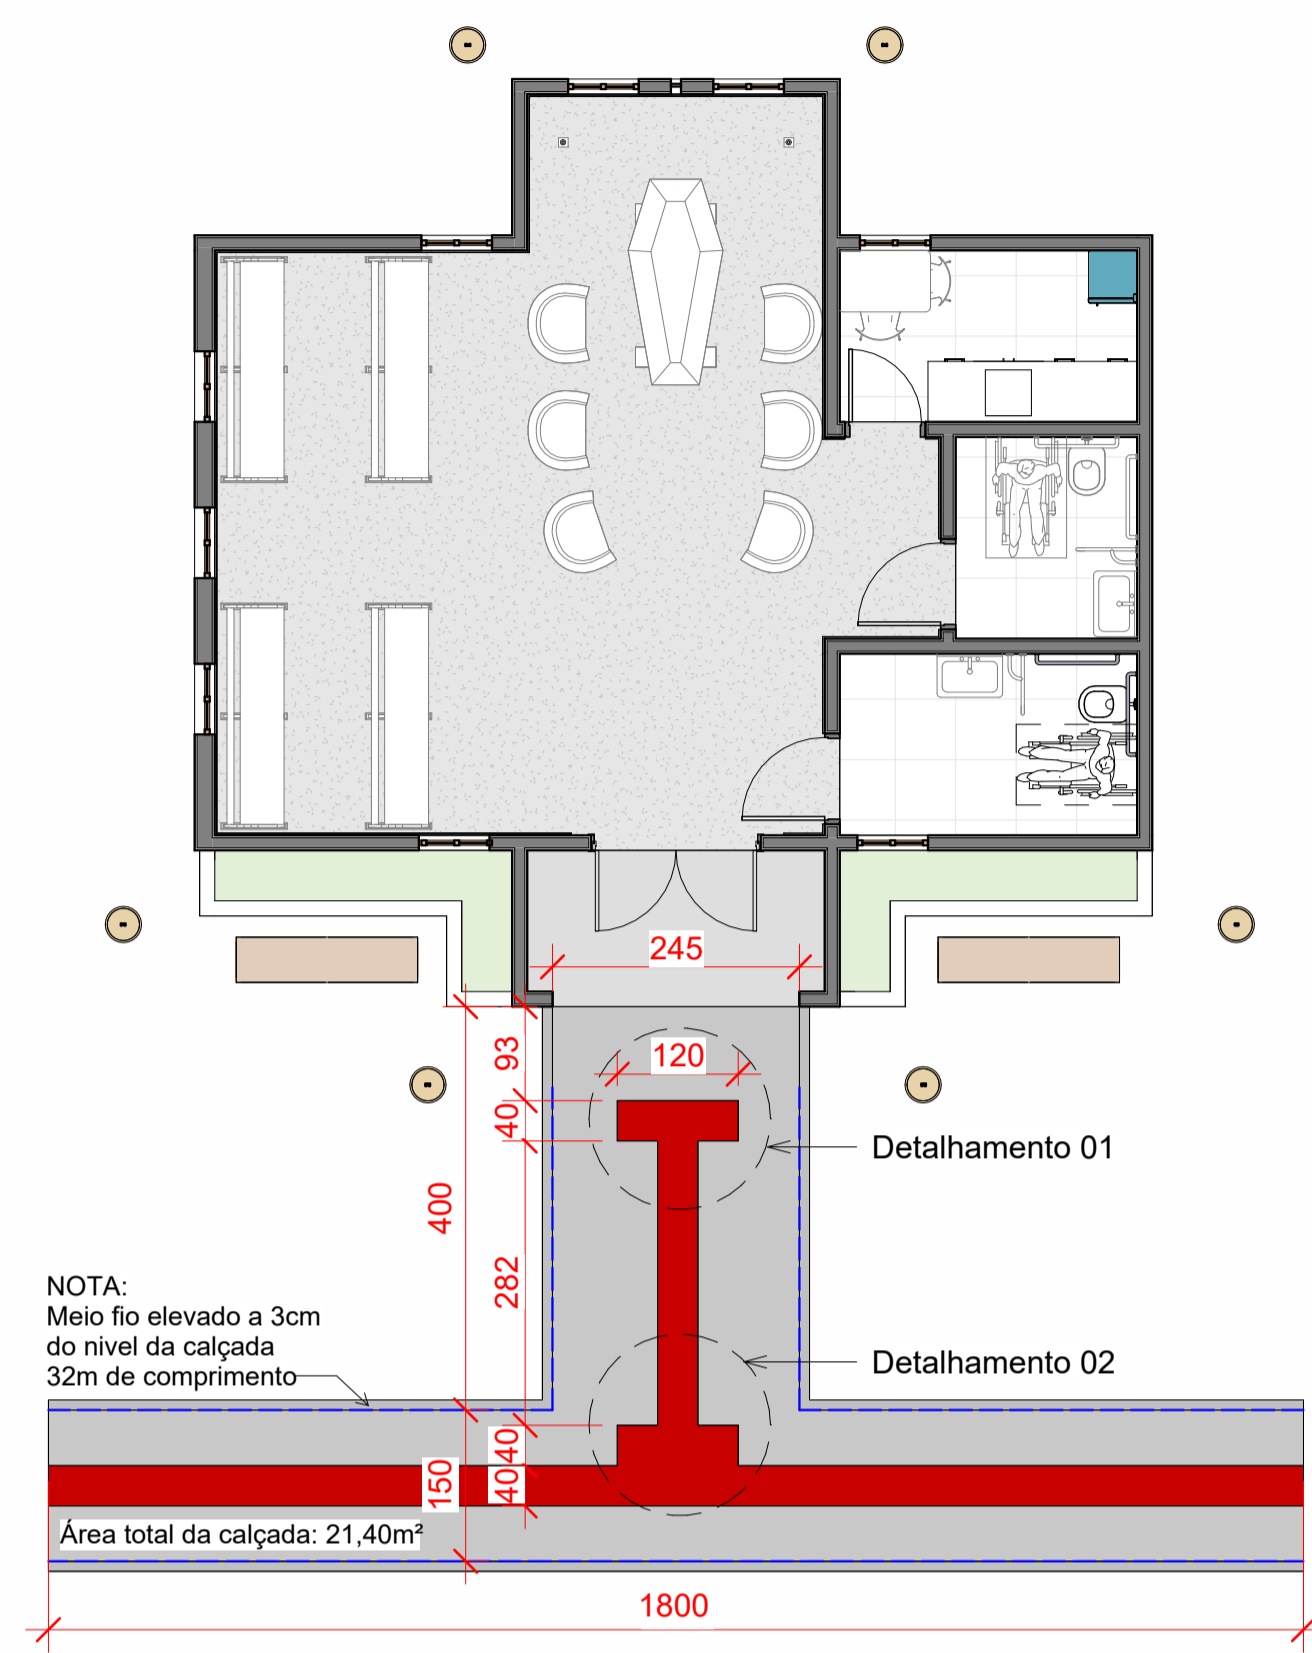 245
93
120
40
Detalhamento 01
400
282
NOTA:
Meio fio elevado a 3cm
do nivel da calçada
32m de comprimento
Detalhamento 02
40
150
40
Área total da calçada: 21,40m²
1800